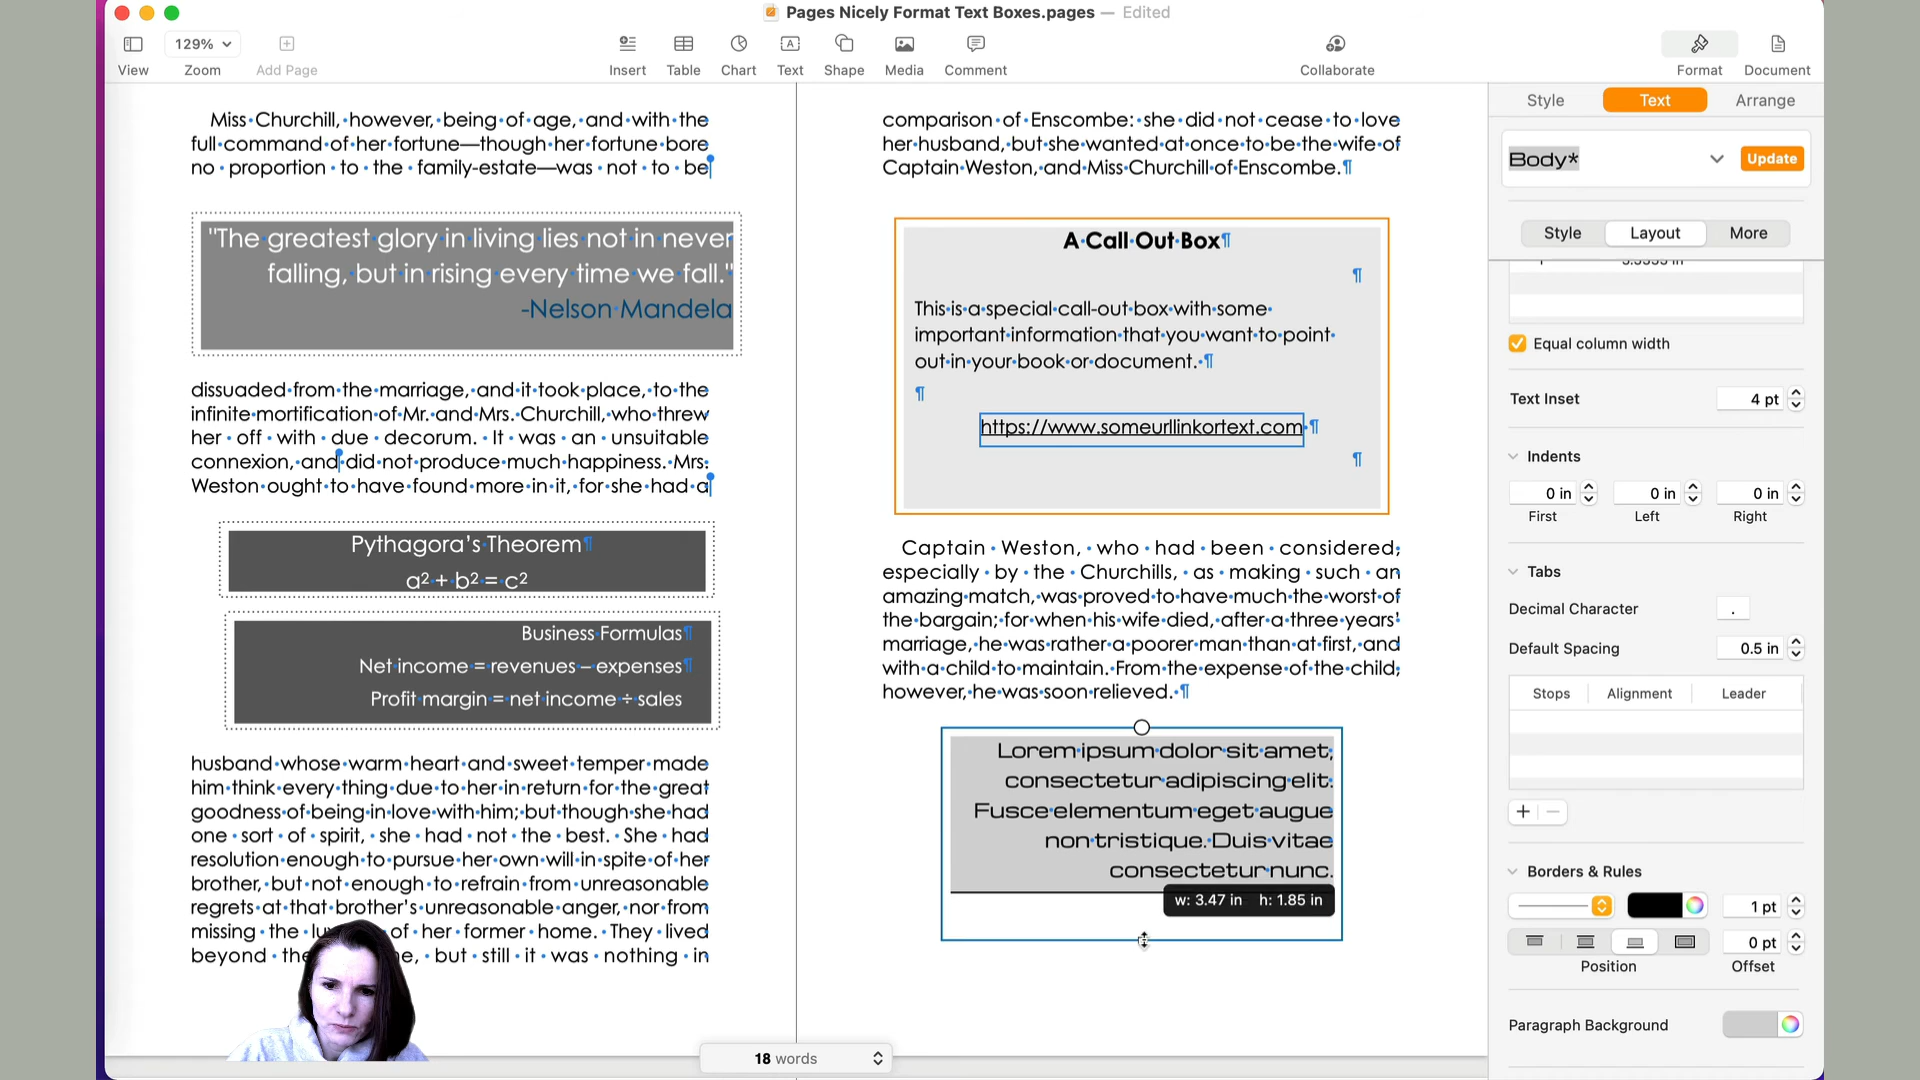 Pages Nicely Format Text Boxes.pages — Edited
129%
View
Zoom
Add Page
Insert
Table
Chart
Text
Shape
Media
Comment
Collaborate
Format
Document
Miss Churchill, however, being of age, and with the
full command of her fortune—though her fortune bore
no proportion to the family-estate—was not to be
"The greatest glory in living lies not in never
falling, but in rising every time we fall."
-Nelson Mandela
dissuaded from the marriage, and it took place, to the
infinite mortification of Mr. and Mrs. Churchill, who threw
her off with due decorum. It was an unsuitable
connexion, and did not produce much happiness. Mrs.
Weston ought to have found more in it, for she had a
Pythagora’s Theorem¶
a² + b² = c²
Business Formulas¶
Net income = revenues – expenses¶
Profit margin = net income ÷ sales
husband whose warm heart and sweet temper made
him think every thing due to her in return for the great
goodness of being in love with him; but though she had
one sort of spirit, she had not the best. She had
resolution enough to pursue her own will in spite of her
brother, but not enough to refrain from unreasonable
regrets at that brother’s unreasonable anger, nor from
missing the of her former home. They lived
beyond but still it was nothing in
comparison of Enscombe: she did not cease to love
her husband, but she wanted at once to be the wife of
Captain Weston, and Miss Churchill of Enscombe.¶
A Call Out Box¶
¶
This is a special call-out box with some
important information that you want to point
out in your book or document. ¶
¶
https://www.someurllinkortext.com ¶
¶
Captain Weston, who had been considered,
especially by the Churchills, as making such an
amazing match, was proved to have much the worst of
the bargain; for when his wife died, after a three years'
marriage, he was rather a poorer man than at first, and
with a child to maintain. From the expense of the child,
however, he was soon relieved. ¶
Lorem ipsum dolor sit amet,
consectetur adipiscing elit.
Fusce elementum eget augue
non tristique. Duis vitae
consectetur nunc.
w: 3.47 in h: 1.85 in
18 words
Style
Text
Arrange
Body*
Update
Style
Layout
More
Equal column width
Text Inset
4 pt
Indents
0 in
0 in
0 in
First
Left
Right
Tabs
Decimal Character
.
Default Spacing
0.5 in
Stops
Alignment
Leader
Borders & Rules
1 pt
0 pt
Position
Offset
Paragraph Background